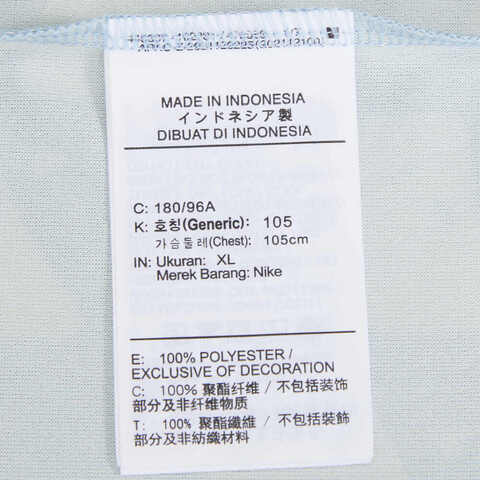 MADE IN INDONESIA
インドネシア製
DIBUAT DI INDONESIA
C: 180/96A
K: 호칭(Generic): 105
가슴둘레(Chest): 105cm
IN: Ukuran: XL
Merek Barang: Nike
E: 100% POLYESTER /
EXCLUSIVE OF DECORATION
C: 100% 聚酯纤维 / 不包括装饰
部分及非纤维物质
T: 100% 聚酯纖維 / 不包括裝飾
部分及非紡織材料